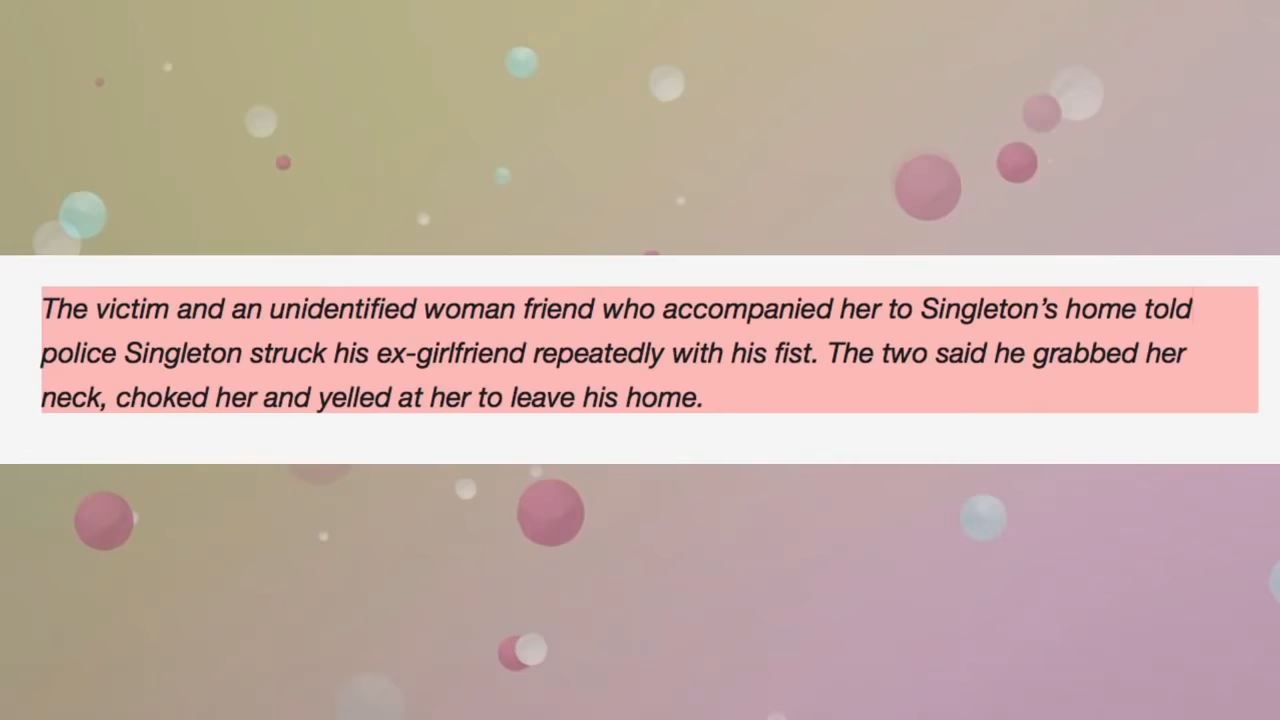 The victim and an unidentified woman friend who accompanied her to Singleton’s home told
police Singleton struck his ex-girlfriend repeatedly with his fist. The two said he grabbed her
neck, choked her and yelled at her to leave his home.